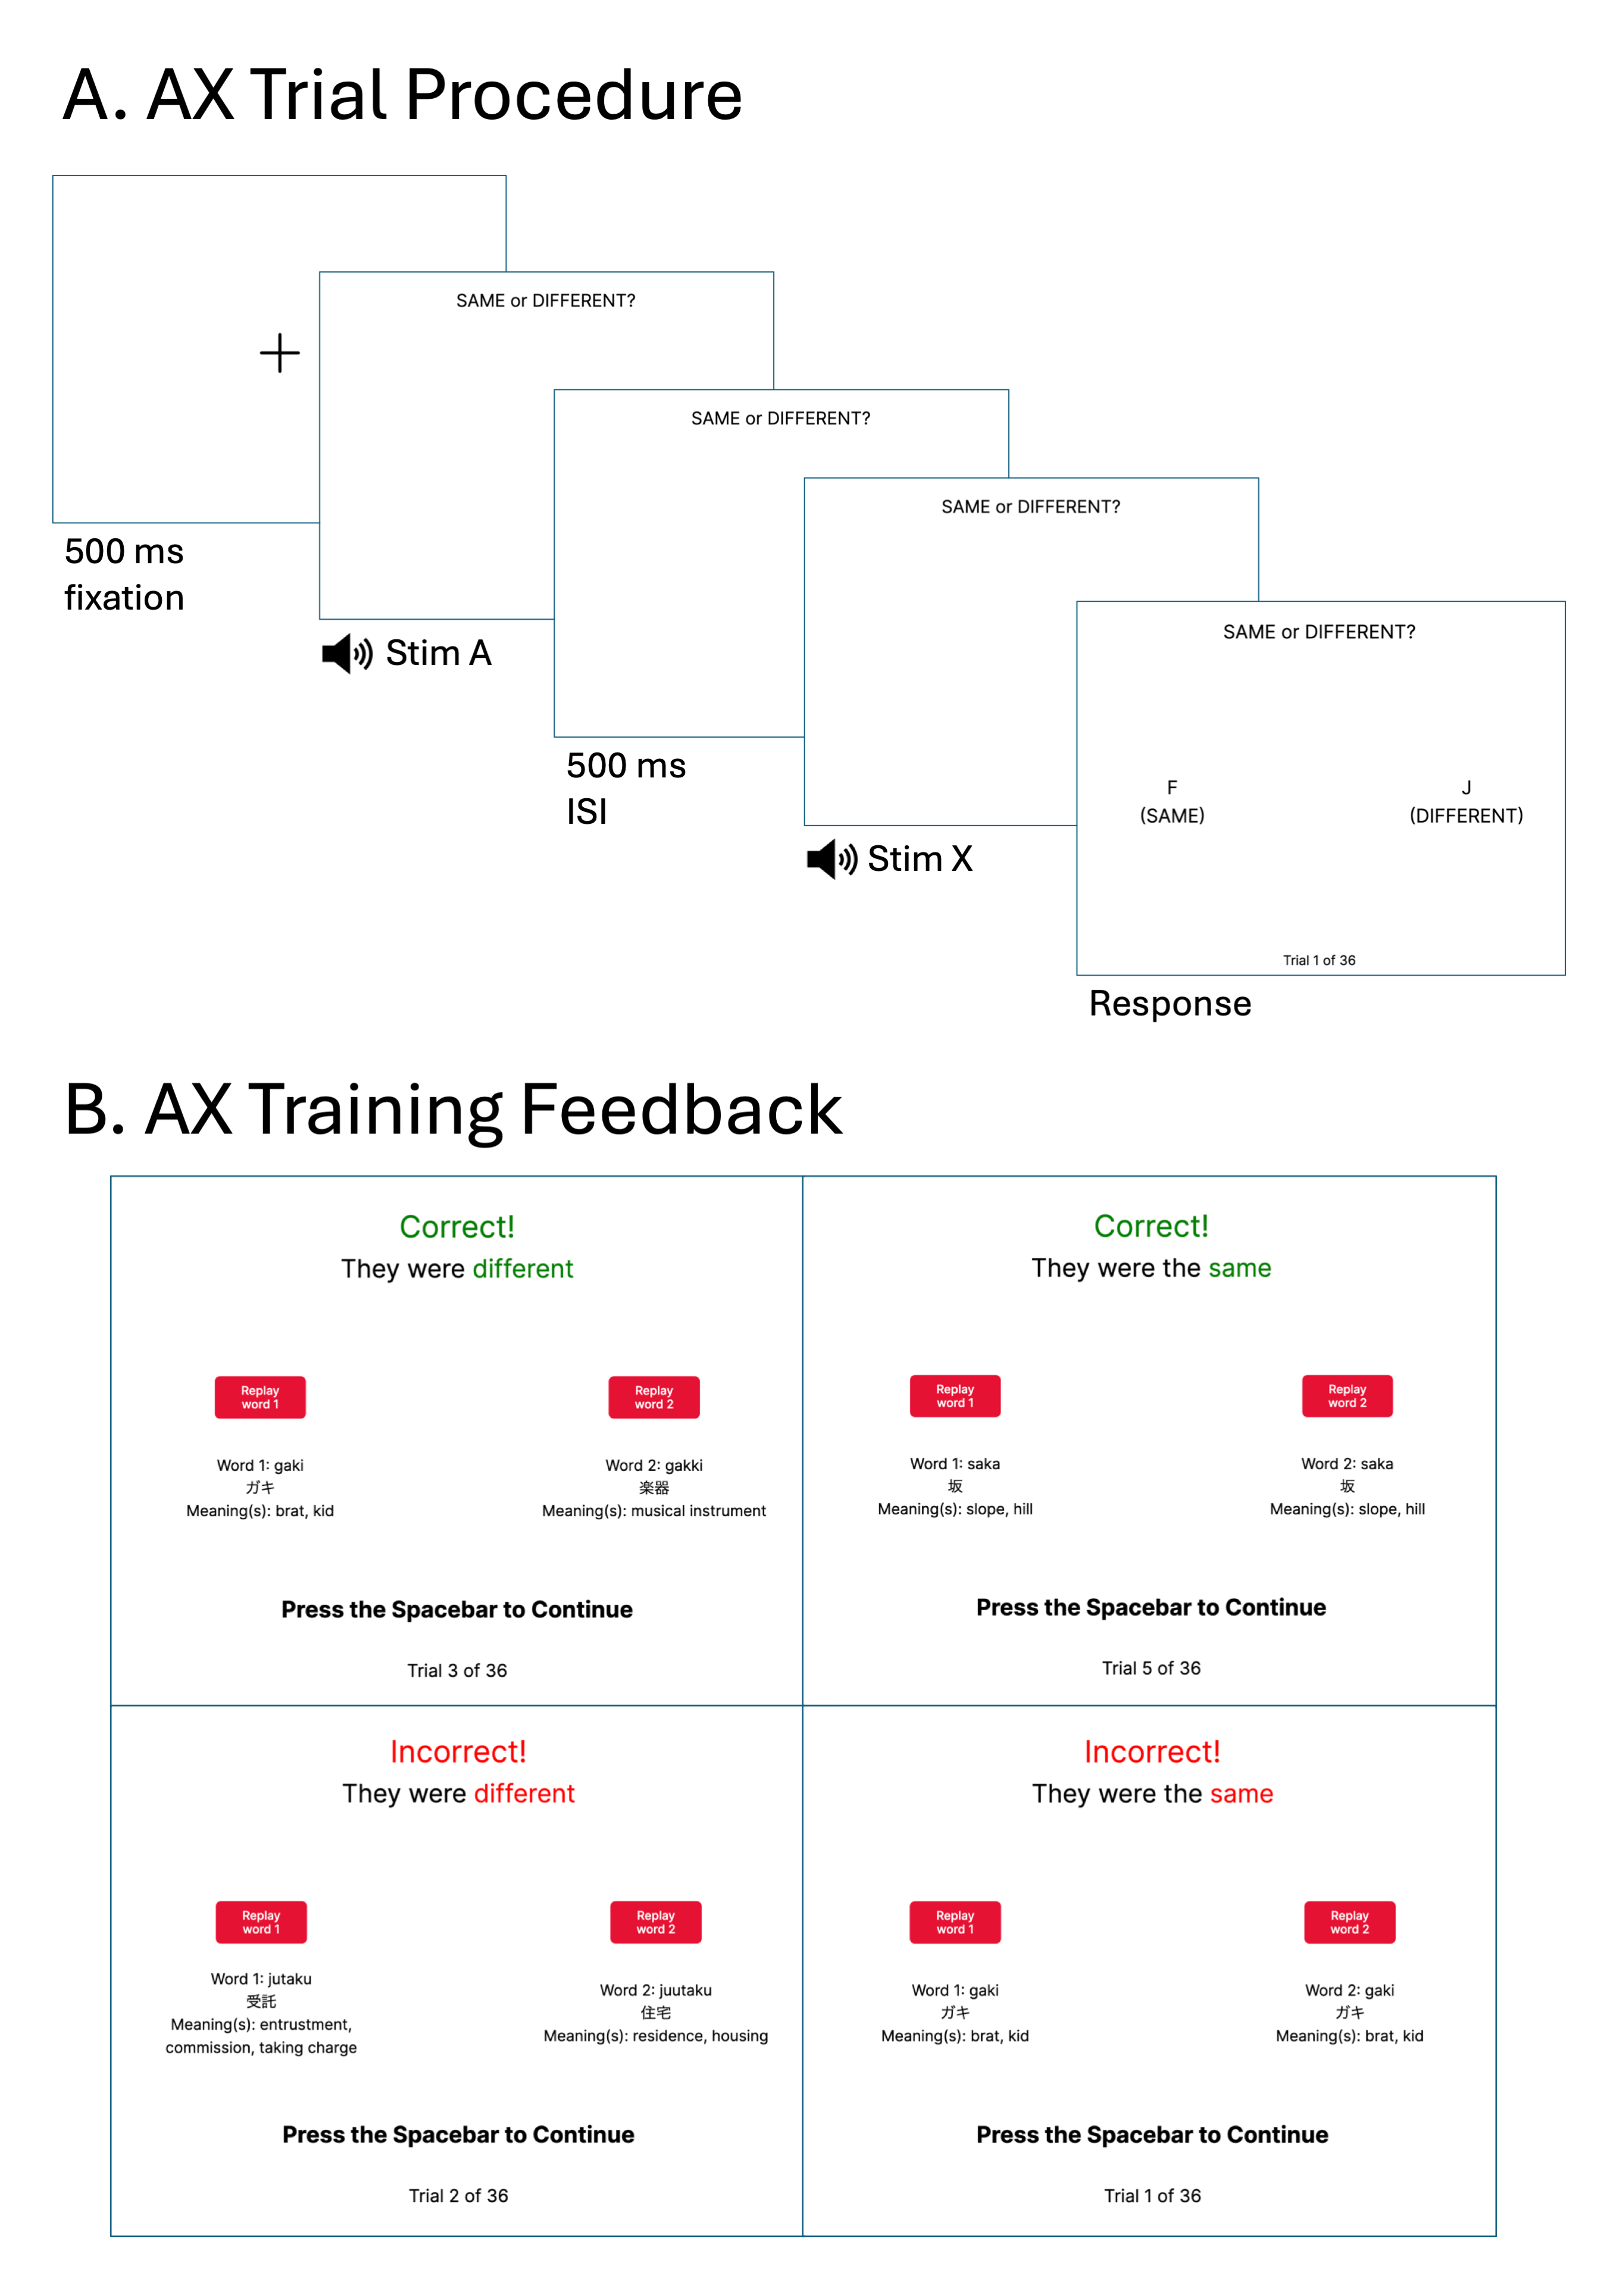 A. AX Trial Procedure
SAME or DIFFERENT?
SAME or DIFFERENT?
SAME or DIFFERENT?
500 ms
fixation
SAME or DIFFERENT?
Stim A
500 ms
ISI
F
(SAME)
J
(DIFFERENT)
Stim X
Trial 1 of 36
Response
B. AX Training Feedback
Correct!
They were different
Replay
word 1
Replay
word 2
Word 1: gaki
ガキ
Meaning(s): brat, kid
Word 2: gakki
楽器
Meaning(s): musical instrument
Press the Spacebar to Continue
Trial 3 of 36
Correct!
They were the same
Replay
word 1
Replay
word 2
Word 1: saka
坂
Meaning(s): slope, hill
Word 2: saka
坂
Meaning(s): slope, hill
Press the Spacebar to Continue
Trial 5 of 36
Incorrect!
They were different
Replay
word 1
Replay
word 2
Word 1: jutaku
受託
Meaning(s): entrustment,
commission, taking charge
Word 2: juutaku
住宅
Meaning(s): residence, housing
Press the Spacebar to Continue
Trial 2 of 36
Incorrect!
They were the same
Replay
word 1
Replay
word 2
Word 1: gaki
ガキ
Meaning(s): brat, kid
Word 2: gaki
ガキ
Meaning(s): brat, kid
Press the Spacebar to Continue
Trial 1 of 36